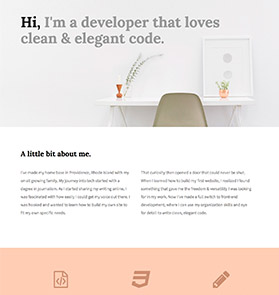 Hi, I'm a developer that loves
clean & elegant code.
A little bit about me.
I've made my home base in Providence, Rhode Island with my
small growing family. My journey into tech started with a
degree in journalism. As I started sharing my writing online, I
was fascinated with how easily I could get my voice out there. I
was hooked and wanted to learn how to build my own site to
fit my own specific needs.
That curiosity then opened a door that could never be shut.
When I learned how to build my first website, I realized I found
something that gave me the freedom & versatility I was looking
for in my work. Now I've made a full switch to front-end
development, where I can use my organization skills and eye
for detail to write clean, elegant code.